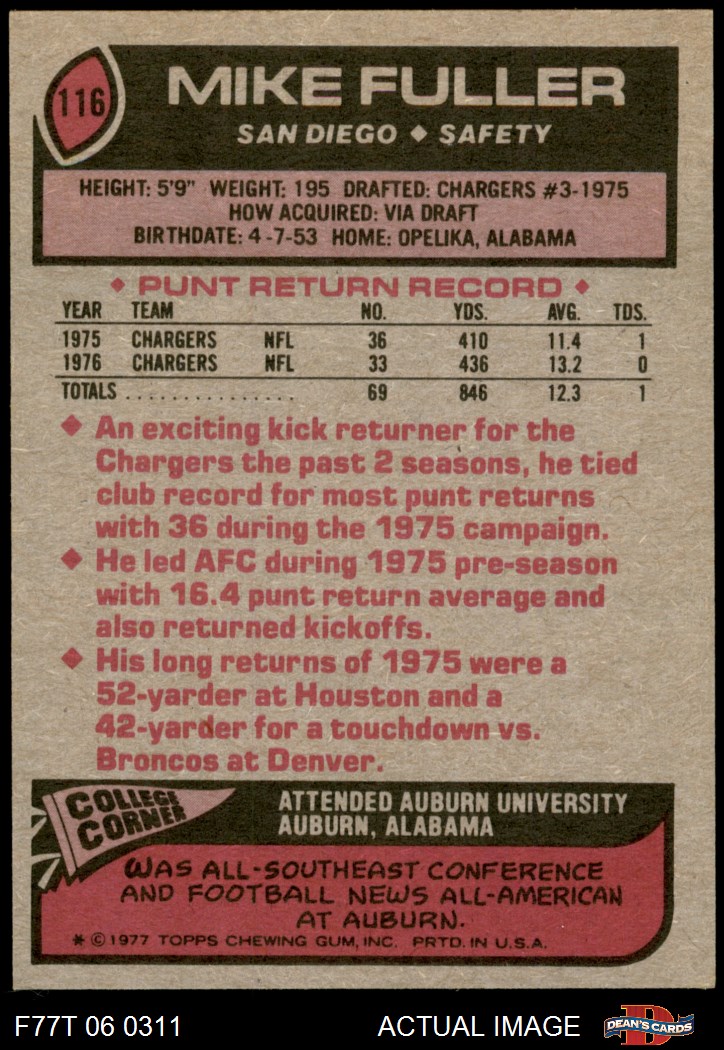 116
MIKE FULLER
SAN DIEGO ◆ SAFETY
HEIGHT: 5'9" WEIGHT: 195 DRAFTED: CHARGERS #3-1975
HOW ACQUIRED: VIA DRAFT
BIRTHDATE: 4-7-53 HOME: OPELIKA, ALABAMA
◆ PUNT RETURN RECORD ◆
YEAR TEAM NO. YDS. AVG. TDS.
1975 CHARGERS NFL 36 410 11.4 1
1976 CHARGERS NFL 33 436 13.2 0
TOTALS . . . . . . . . . . . . . . . 69 846 12.3 1
◆ An exciting kick returner for the
Chargers the past 2 seasons, he tied
club record for most punt returns
with 36 during the 1975 campaign.
◆ He led AFC during 1975 pre-season
with 16.4 punt return average and
also returned kickoffs.
◆ His long returns of 1975 were a
52-yarder at Houston and a
42-yarder for a touchdown vs.
Broncos at Denver.
COLLEGE
CORNER
ATTENDED AUBURN UNIVERSITY
AUBURN, ALABAMA
WAS ALL-SOUTHEAST CONFERENCE
AND FOOTBALL NEWS ALL-AMERICAN
AT AUBURN.
* © 1977 TOPPS CHEWING GUM, INC. PRTD. IN U.S.A.
F77T 06 0311 ACTUAL IMAGE
D
DEAN'S CARDS